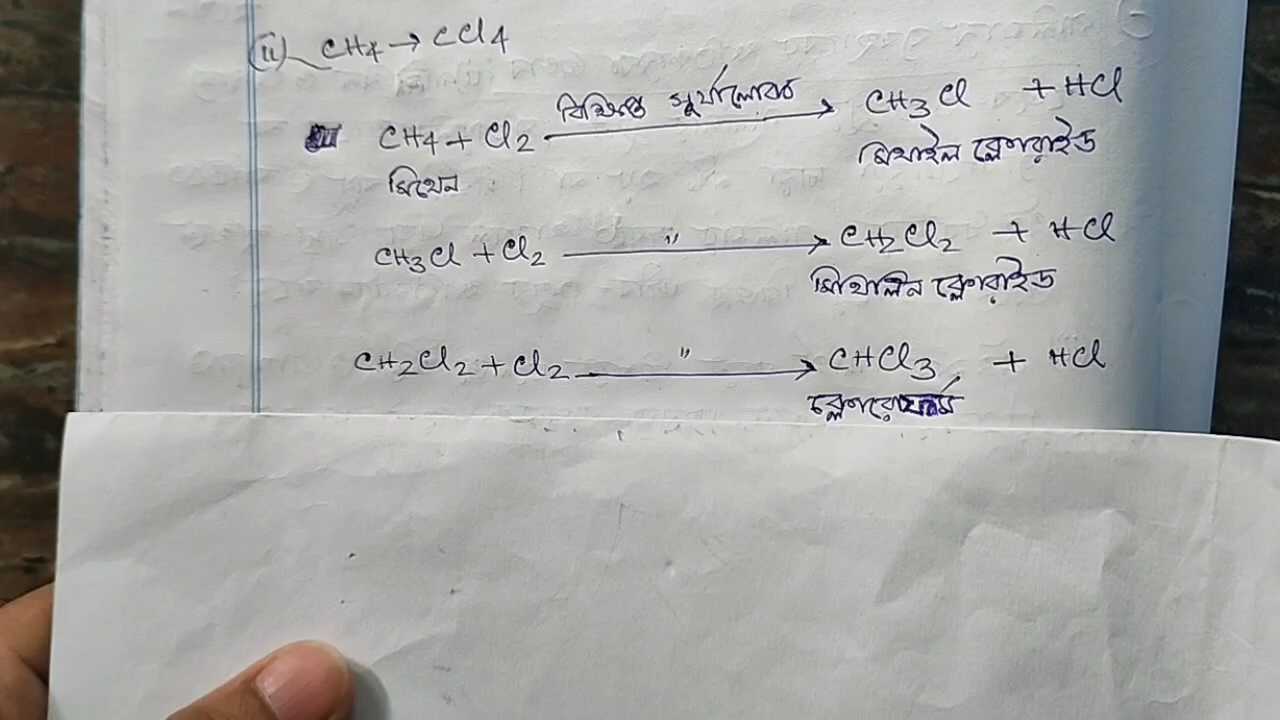 (ii) CH4 → CCl4
CH4 + Cl2 বিক্ষিপ্ত সূর্যালোক → CH3Cl + HCl
মিথেন মিথাইল ক্লোরাইড
CH3Cl + Cl2 " → CH2Cl2 + HCl
মিথালিন ক্লোরাইড
CH2Cl2 + Cl2 " → CHCl3 + HCl
ক্লোরোফর্ম